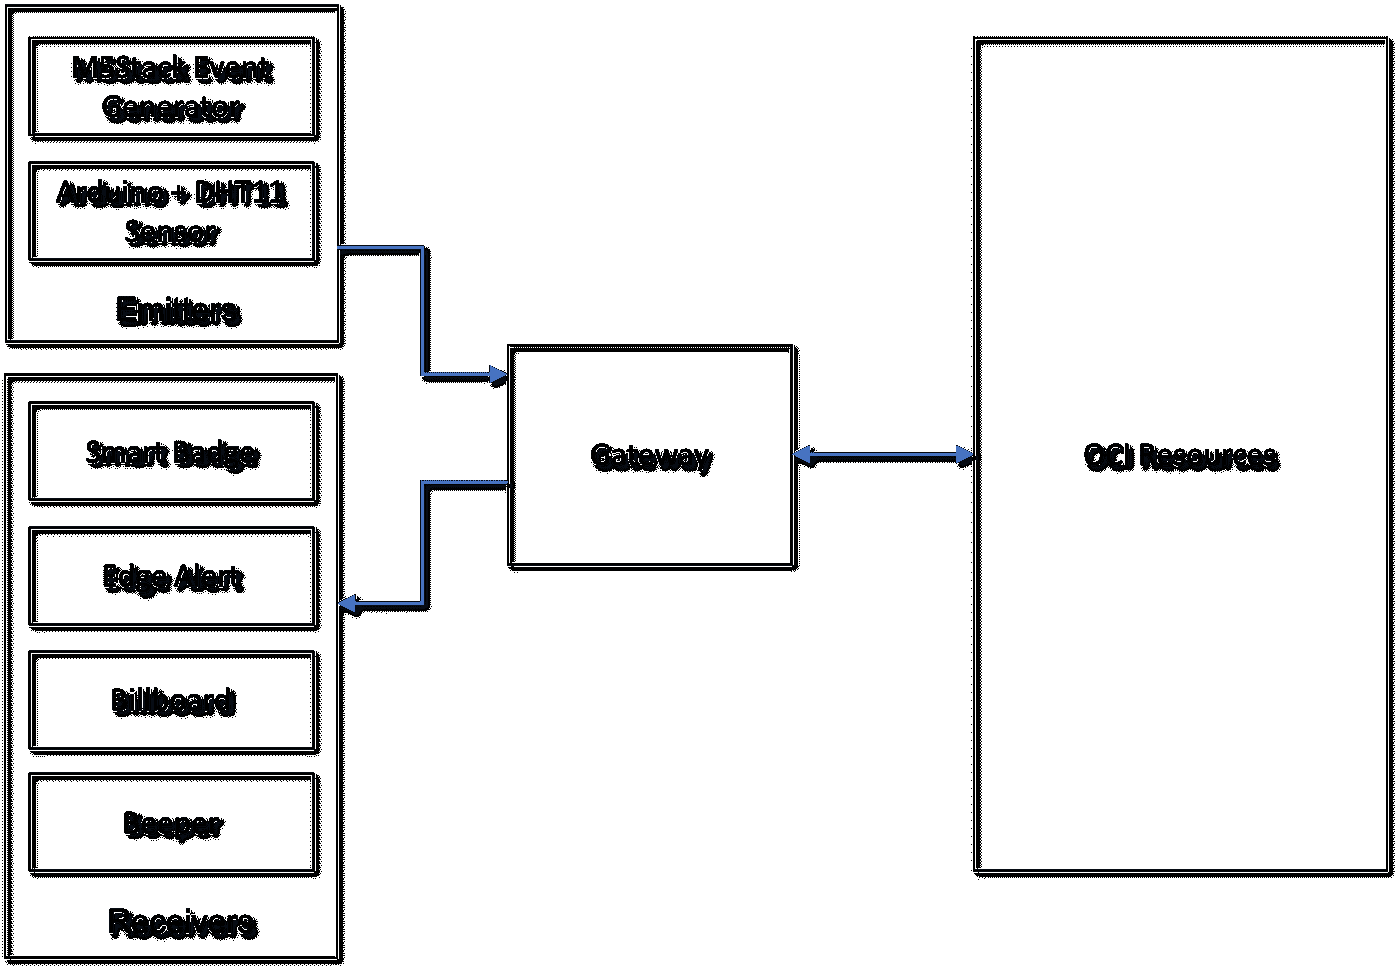 M5Stack Event
Generator
Arduino + DHT11
Sensor
Emitters
Smart Badge
Edge Alert
Billboard
Beeper
Receivers
Gateway
OCI Resources